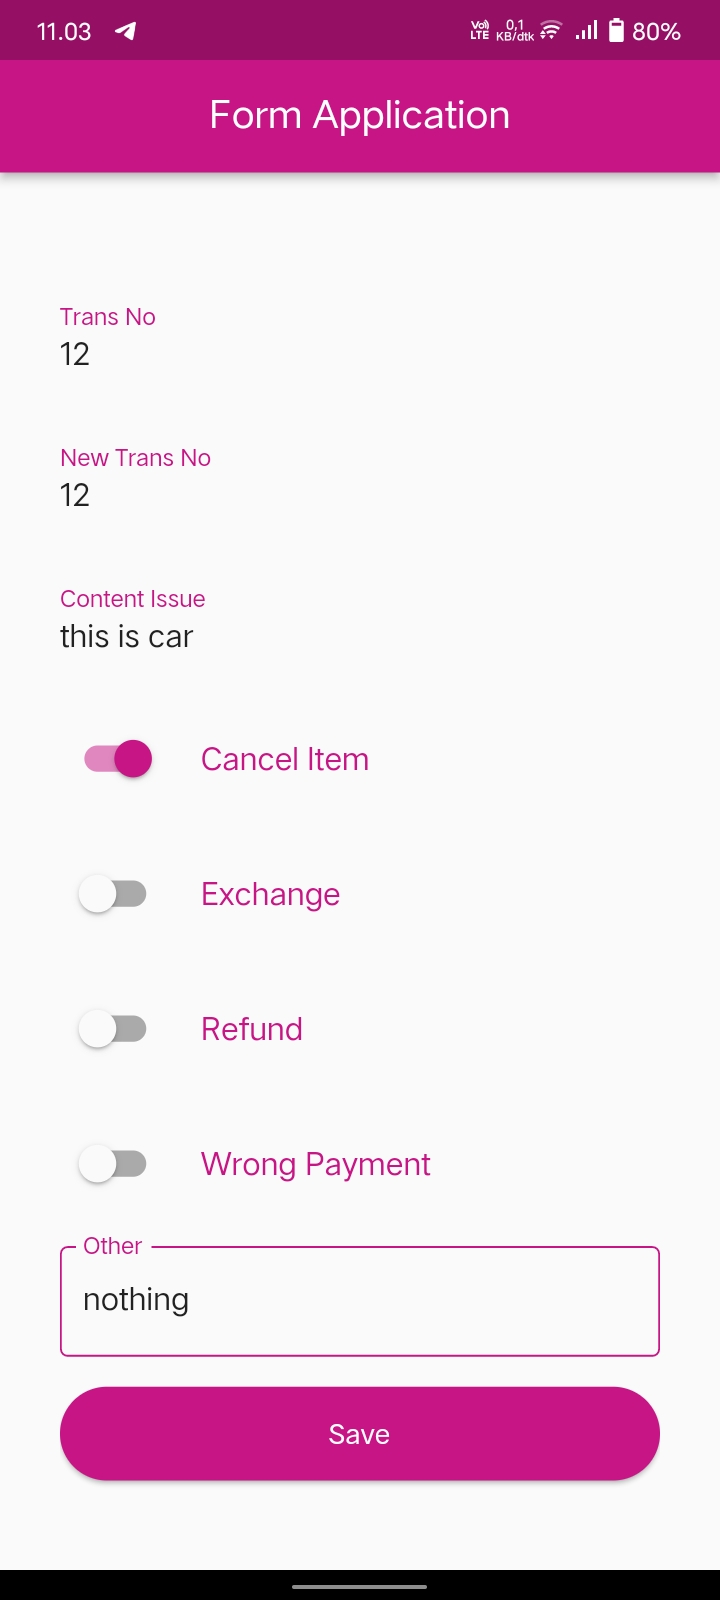 11.03
Vo)) LTE 0,1 KB/dtk 80%
Form Application
Trans No
12
New Trans No
12
Content Issue
this is car
Cancel Item
Exchange
Refund
Wrong Payment
Other
nothing
Save